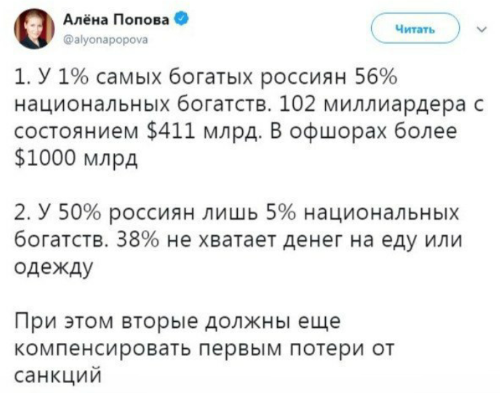 Алёна Попова
@alyonapopova
Читать
1. У 1% самых богатых россиян 56%
национальных богатств. 102 миллиардера с
состоянием $411 млрд. В офшорах более
$1000 млрд
2. У 50% россиян лишь 5% национальных
богатств. 38% не хватает денег на еду или
одежду
При этом вторые должны еще
компенсировать первым потери от
санкций